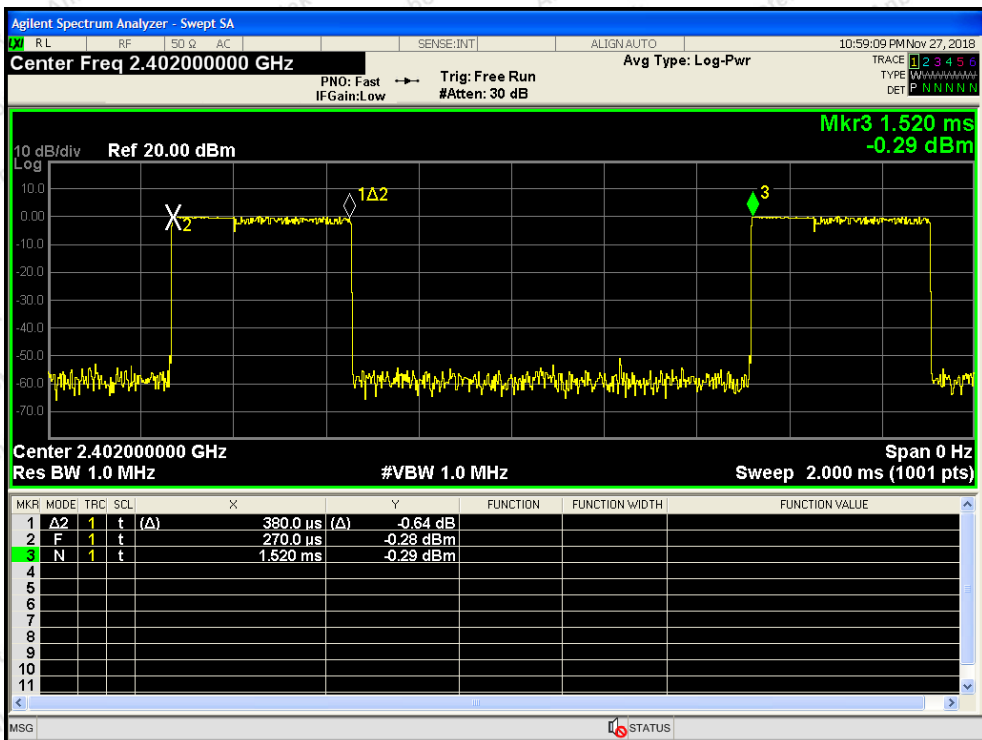 Agilent Spectrum Analyzer - Swept SA
LXI RL RF 50 Ω AC SENSE:INT ALIGN AUTO 10:59:09 PM Nov 27, 2018
Center Freq 2.402000000 GHz Avg Type: Log-Pwr TRACE 1 2 3 4 5 6
PNO: Fast Trig: Free Run TYPE WWWWWW
IFGain:Low #Atten: 30 dB DET P N N N N N
Mkr3 1.520 ms
10 dB/div Ref 20.00 dBm -0.29 dBm
Log
10.0
1Δ2
3
0.00
X2
-10.0
-20.0
-30.0
-40.0
-50.0
-60.0
-70.0
Center 2.402000000 GHz Span 0 Hz
Res BW 1.0 MHz #VBW 1.0 MHz Sweep 2.000 ms (1001 pts)
MKR MODE TRC SCL X Y FUNCTION FUNCTION WIDTH FUNCTION VALUE
1 Δ2 1 t (Δ) 380.0 µs (Δ) -0.64 dB
2 F 1 t 270.0 µs -0.28 dBm
3 N 1 t 1.520 ms -0.29 dBm
4
5
6
7
8
9
10
11
MSG STATUS